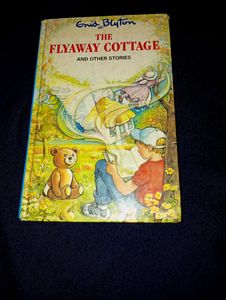 Enid Blyton
THE
FLYAWAY COTTAGE
AND OTHER STORIES